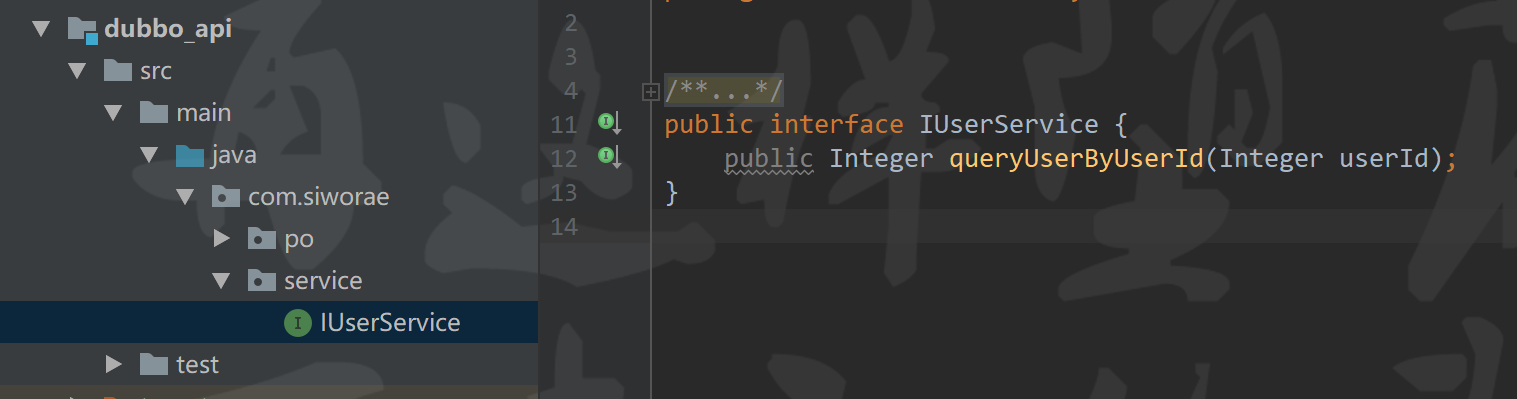 dubbo_api
src
main
java
com.siworae
po
service
IUserService
test
2
3
4 /**...*/
11 public interface IUserService {
12 public Integer queryUserByUserId(Integer userId);
13 }
14